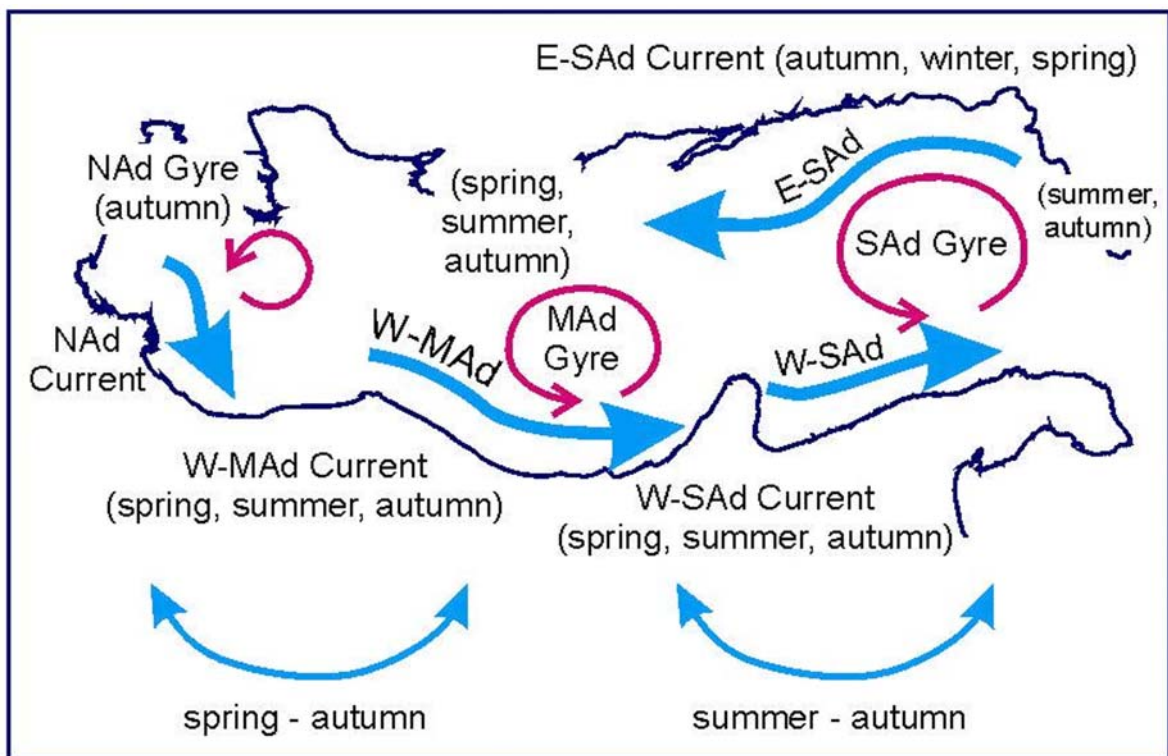 E-SAd Current (autumn, winter, spring)
NAd Gyre
(autumn)
(spring,
summer,
autumn)
E-SAd
(summer,
autumn)
SAd Gyre
NAd
Current
W-MAd
MAd
Gyre
W-SAd
W-MAd Current
(spring, summer, autumn)
W-SAd Current
(spring, summer, autumn)
spring - autumn
summer - autumn